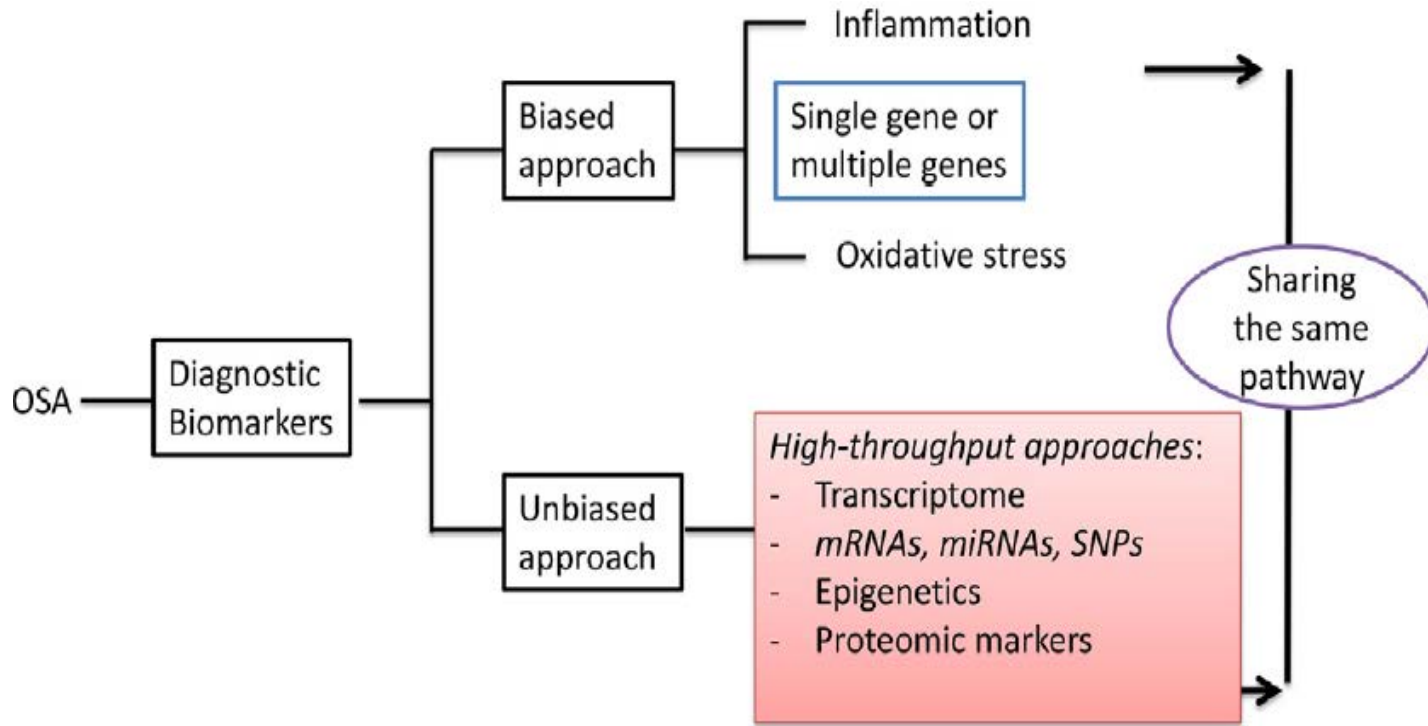 OSA
Diagnostic
Biomarkers
Biased
approach
Inflammation
Single gene or
multiple genes
Oxidative stress
Unbiased
approach
High-throughput approaches:
- Transcriptome
- mRNAs, miRNAs, SNPs
- Epigenetics
- Proteomic markers
Sharing
the same
pathway